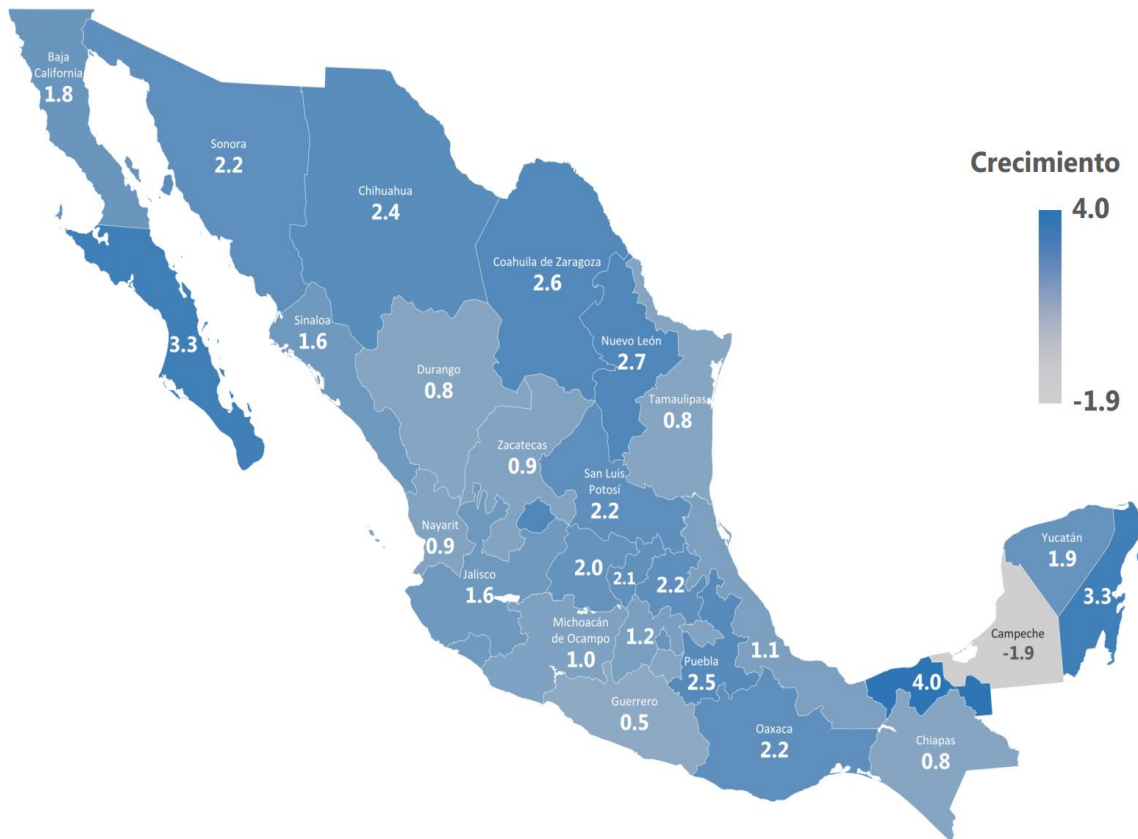 Baja
California
1.8
Sonora
2.2
Chihuahua
2.4
Coahuila de Zaragoza
2.6
Crecimiento
4.0
-1.9
3.3
Sinaloa
1.6
Durango
0.8
Nuevo León
2.7
Tamaulipas
0.8
Zacatecas
0.9
San Luis
Potosí
2.2
Nayarit
0.9
Jalisco
1.6
2.0
2.1
2.2
Michoacán
de Ocampo
1.0
1.2
Puebla
2.5
1.1
Guerrero
0.5
Oaxaca
2.2
4.0
Chiapas
0.8
Campeche
-1.9
Yucatán
1.9
3.3